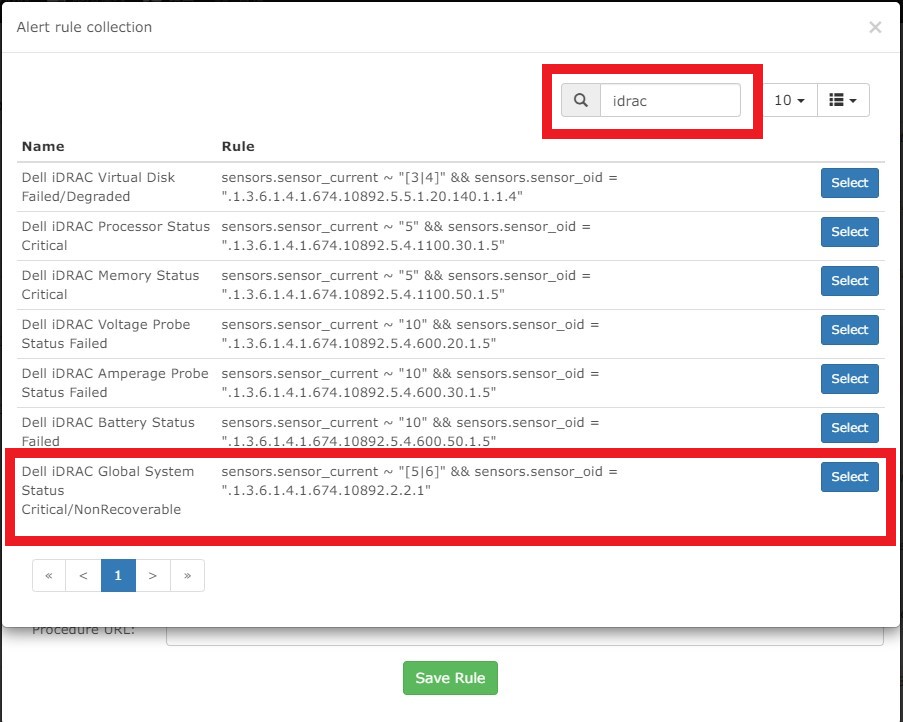 Alert rule collection
×
idrac
10
Name Rule
Dell iDRAC Virtual Disk
Failed/Degraded
sensors.sensor_current ~ "[3|4]" && sensors.sensor_oid =
".1.3.6.1.4.1.674.10892.5.5.1.20.140.1.1.4"
Select
Dell iDRAC Processor Status
Critical
sensors.sensor_current ~ "5" && sensors.sensor_oid =
".1.3.6.1.4.1.674.10892.5.4.1100.30.1.5"
Select
Dell iDRAC Memory Status
Critical
sensors.sensor_current ~ "5" && sensors.sensor_oid =
".1.3.6.1.4.1.674.10892.5.4.1100.50.1.5"
Select
Dell iDRAC Voltage Probe
Status Failed
sensors.sensor_current ~ "10" && sensors.sensor_oid =
".1.3.6.1.4.1.674.10892.5.4.600.20.1.5"
Select
Dell iDRAC Amperage Probe
Status Failed
sensors.sensor_current ~ "10" && sensors.sensor_oid =
".1.3.6.1.4.1.674.10892.5.4.600.30.1.5"
Select
Dell iDRAC Battery Status
Failed
sensors.sensor_current ~ "10" && sensors.sensor_oid =
".1.3.6.1.4.1.674.10892.5.4.600.50.1.5"
Select
Dell iDRAC Global System
Status
Critical/NonRecoverable
sensors.sensor_current ~ "[5|6]" && sensors.sensor_oid =
".1.3.6.1.4.1.674.10892.2.2.1"
Select
« < 1 > »
Procedure URL:
Save Rule